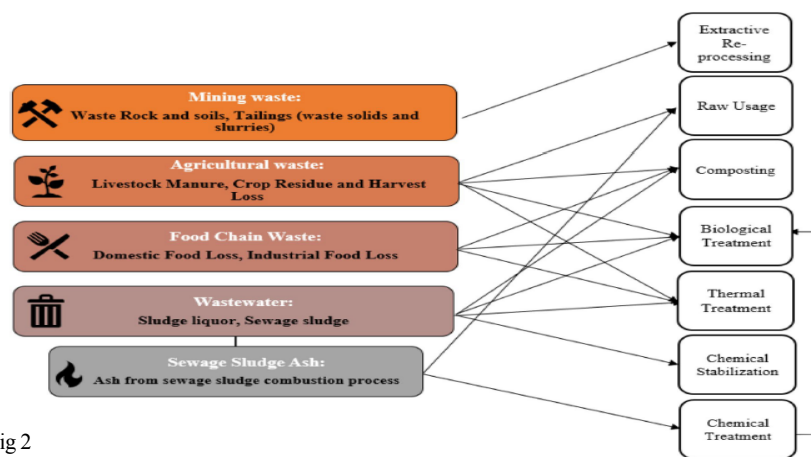 Mining waste:
Waste Rock and soils, Tailings (waste solids and
slurries)
Agricultural waste:
Livestock Manure, Crop Residue and Harvest
Loss
Food Chain Waste:
Domestic Food Loss, Industrial Food Loss
Wastewater:
Sludge liquor, Sewage sludge
Sewage Sludge Ash:
Ash from sewage sludge combustion process
Extractive
Re-
processing
Raw Usage
Composting
Biological
Treatment
Thermal
Treatment
Chemical
Stabilization
Chemical
Treatment
ig 2